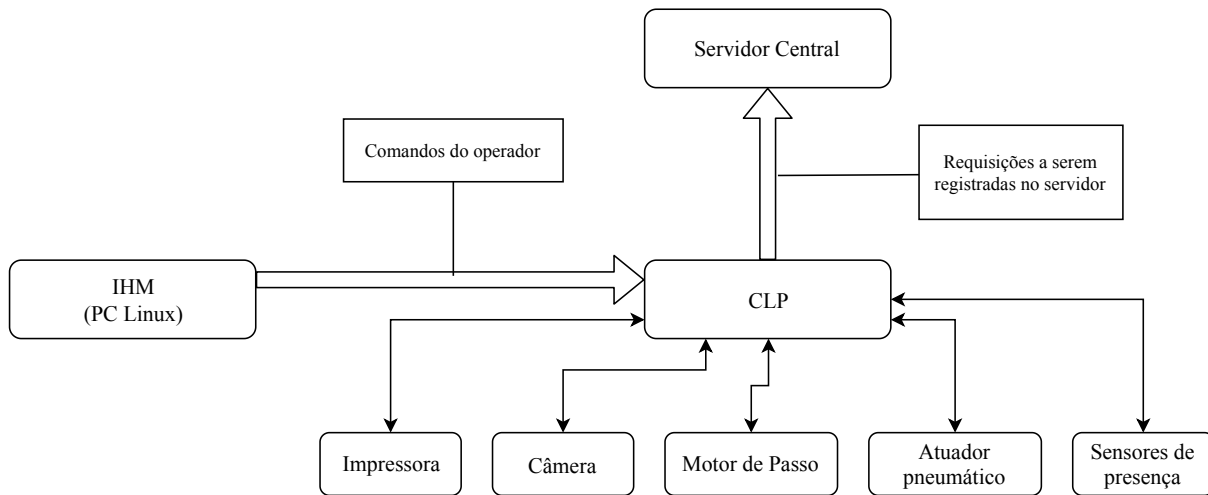 Servidor Central
Comandos do operador
Requisições a serem
registradas no servidor
IHM
(PC Linux)
CLP
Impressora
Câmera
Motor de Passo
Atuador
pneumático
Sensores de
presença